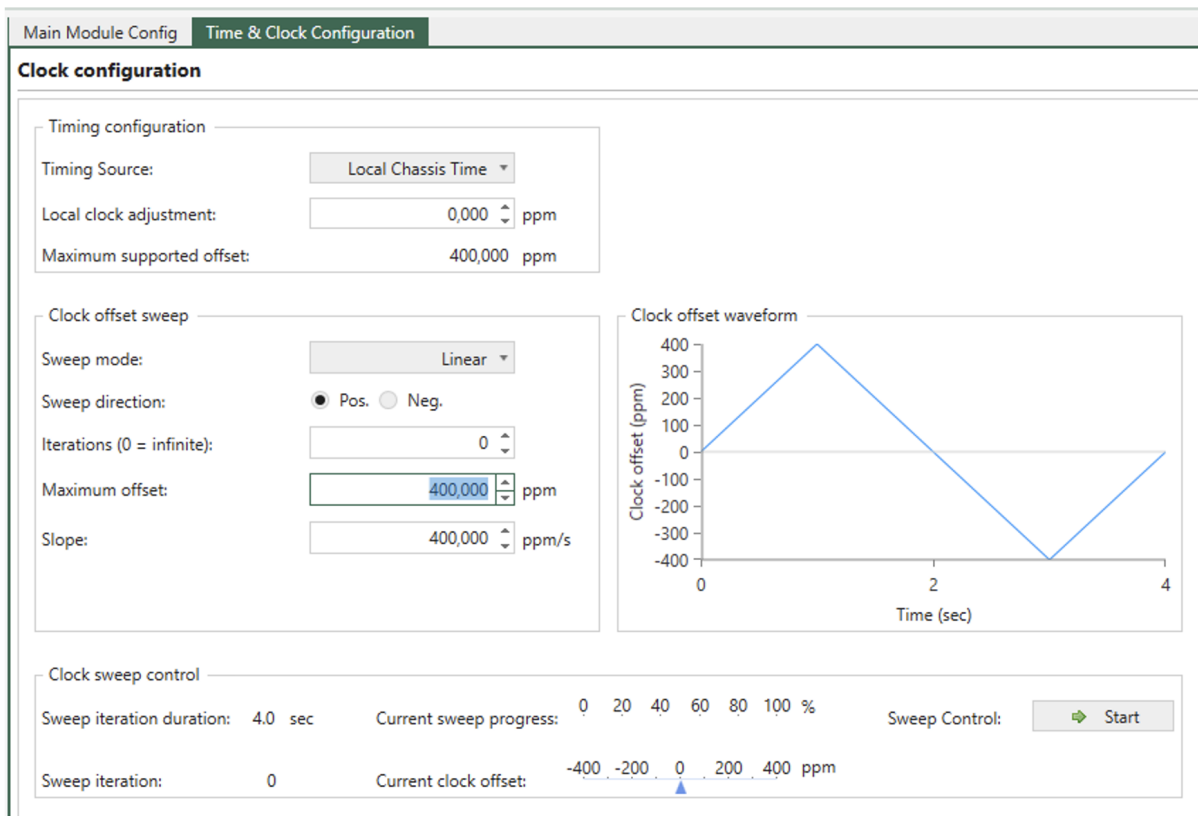 Main Module Config Time & Clock Configuration
Clock configuration
Timing configuration
Timing Source: Local Chassis Time
Local clock adjustment: 0,000 ppm
Maximum supported offset: 400,000 ppm
Clock offset sweep
Sweep mode: Linear
Sweep direction: Pos. Neg.
Iterations (0 = infinite): 0
Maximum offset: 400,000 ppm
Slope: 400,000 ppm/s
Clock offset waveform
Clock offset (ppm)
400
300
200
100
0
-100
-200
-300
-400
0 2 4
Time (sec)
Clock sweep control
Sweep iteration duration: 4.0 sec
Current sweep progress: 0 20 40 60 80 100 %
Sweep Control: Start
Sweep iteration: 0
Current clock offset: -400 -200 0 200 400 ppm